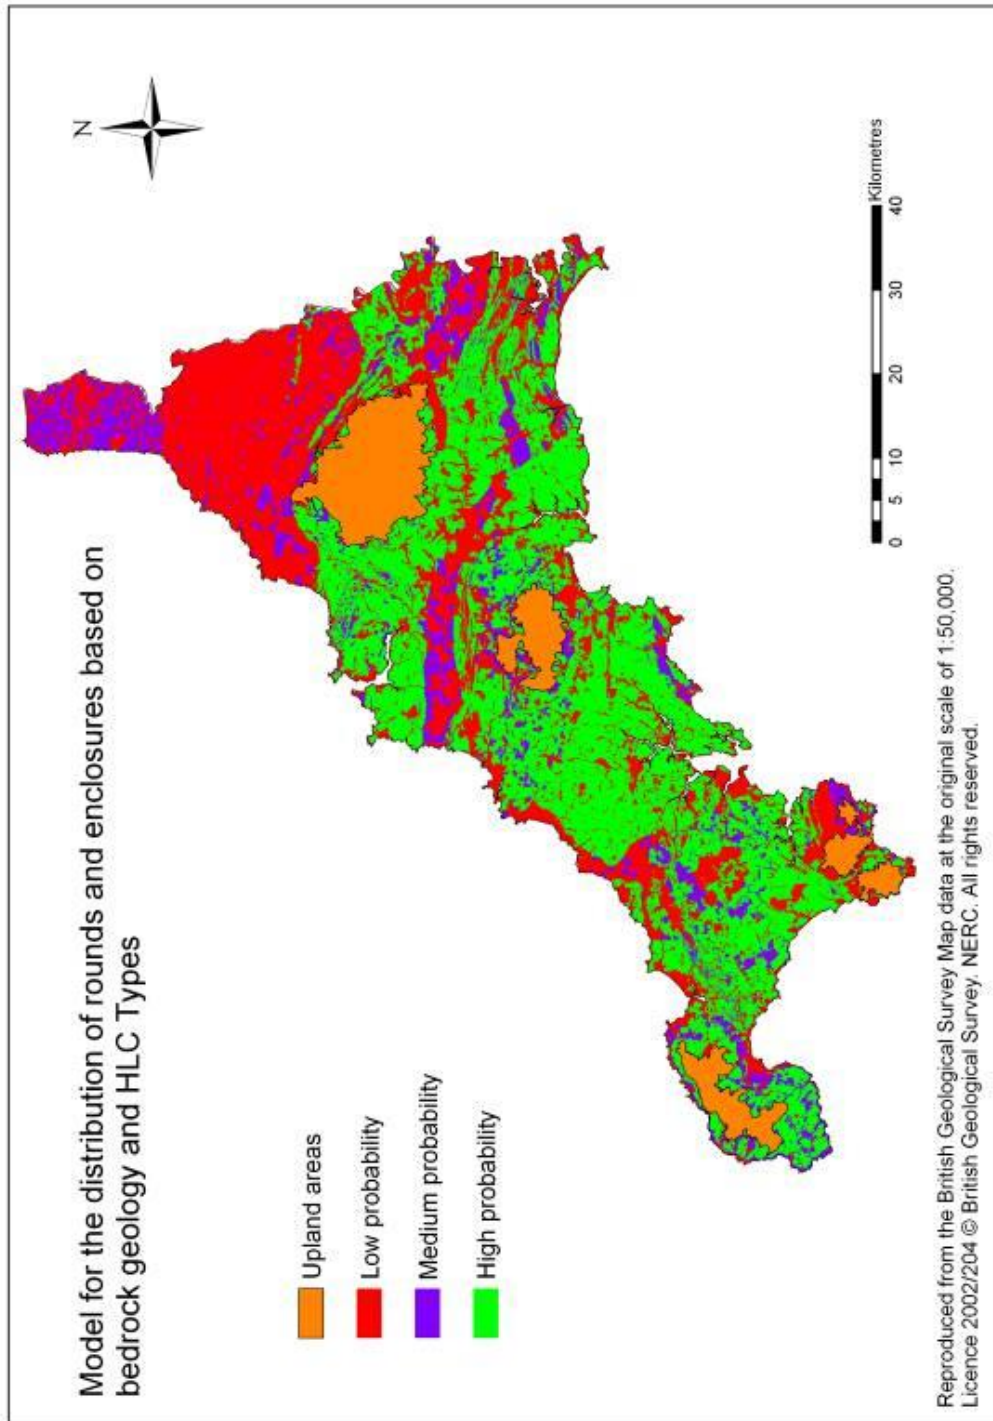 Model for the distribution of rounds and enclosures based on
bedrock geology and HLC Types
N
Upland areas
Low probability
Medium probability
High probability
0 5 10 20 30 40
Kilometres
Reproduced from the British Geological Survey Map data at the original scale of 1:50,000.
Licence 2002/204 © British Geological Survey. NERC. All rights reserved.